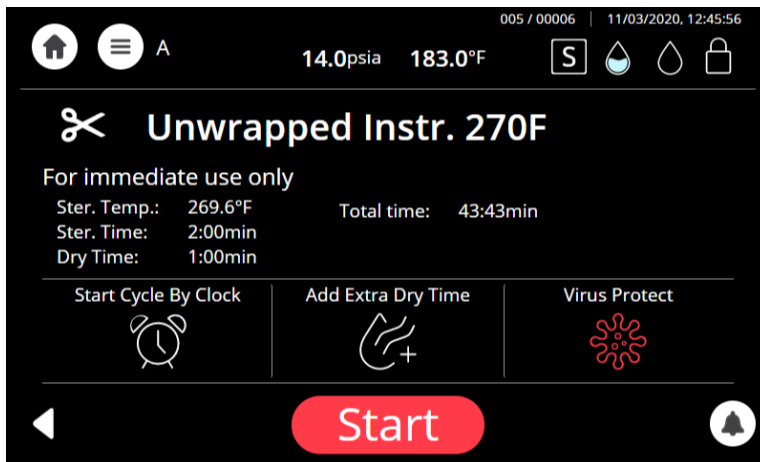 005 / 00006 | 11/03/2020, 12:45:56
A 14.0psia 183.0°F S
Unwrapped Instr. 270F
For immediate use only
Ster. Temp.: 269.6°F Total time: 43:43min
Ster. Time: 2:00min
Dry Time: 1:00min
Start Cycle By Clock Add Extra Dry Time Virus Protect
Start